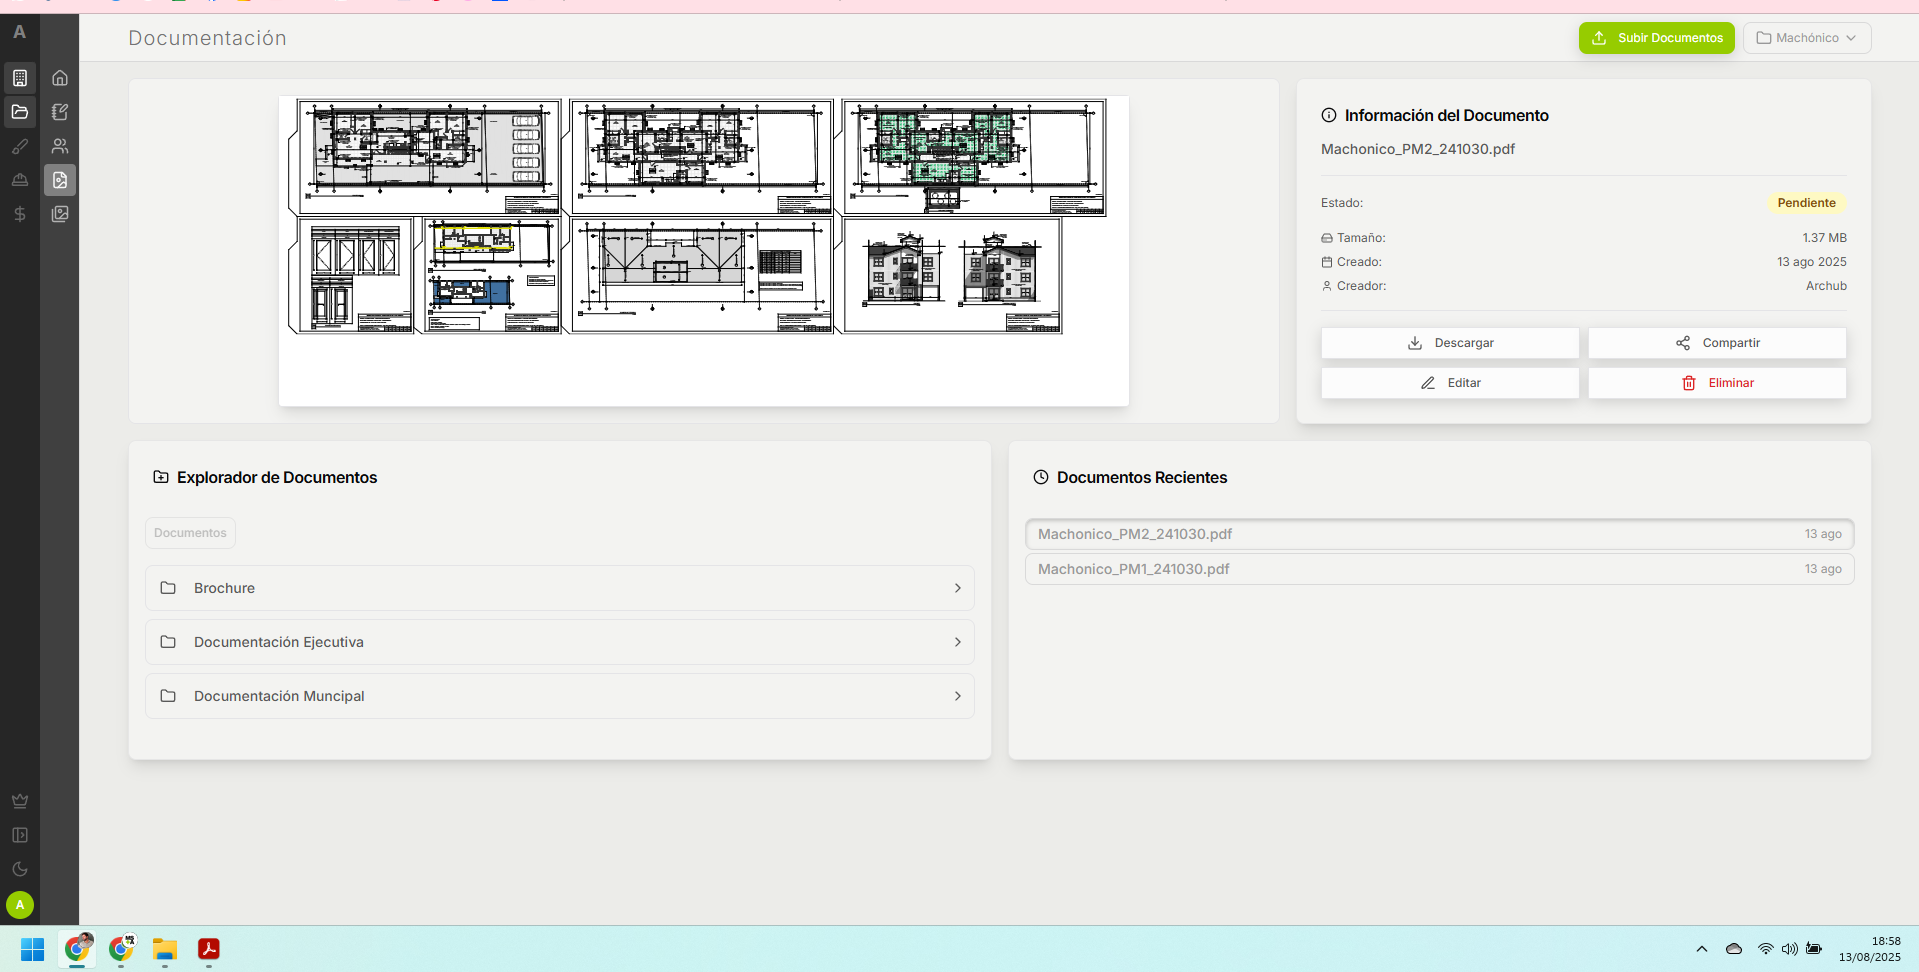 A
Documentación
Subir Documentos
Machónico
Información del Documento
Machonico_PM2_241030.pdf
Estado:
Pendiente
Tamaño:
1.37 MB
Creado:
13 ago 2025
Creador:
Archub
Descargar
Compartir
Editar
Eliminar
Explorador de Documentos
Documentos
Brochure
Documentación Ejecutiva
Documentación Muncipal
Documentos Recientes
Machonico_PM2_241030.pdf
13 ago
Machonico_PM1_241030.pdf
13 ago
A
18:58
13/08/2025